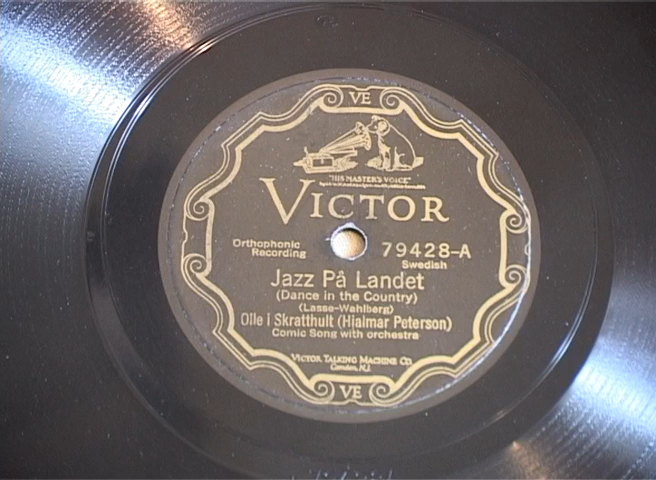 VE
"HIS MASTER'S VOICE"
VICTOR
Orthophonic
Recording
79428-A
Swedish
Jazz På Landet
(Dance in the Country)
(Lasse-Wahlberg)
Olle i Skratthult (Hjalmar Peterson)
Comic Song with orchestra
VICTOR TALKING MACHINE CO.
Camden, N.J.
VE